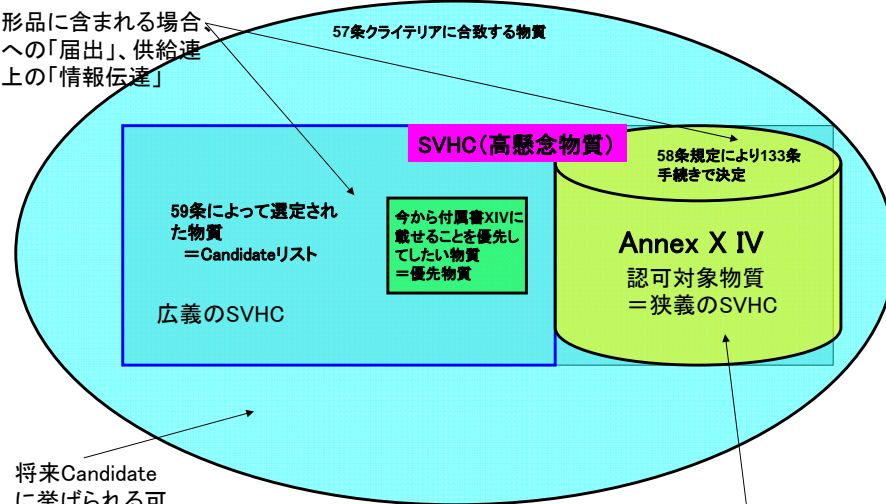 形品に含まれる場合、
への「届出」、供給連
上の「情報伝達」
57条クライテリアに合致する物質
SVHC(高懸念物質)
58条規定により133条
手続きで決定
59条によって選定され
た物質
＝Candidateリスト
今から付属書XIVに
載せることを優先し
てしたい物質
＝優先物質
Annex X IV
認可対象物質
＝狭義のSVHC
広義のSVHC
将来Candidate
に挙げられる可